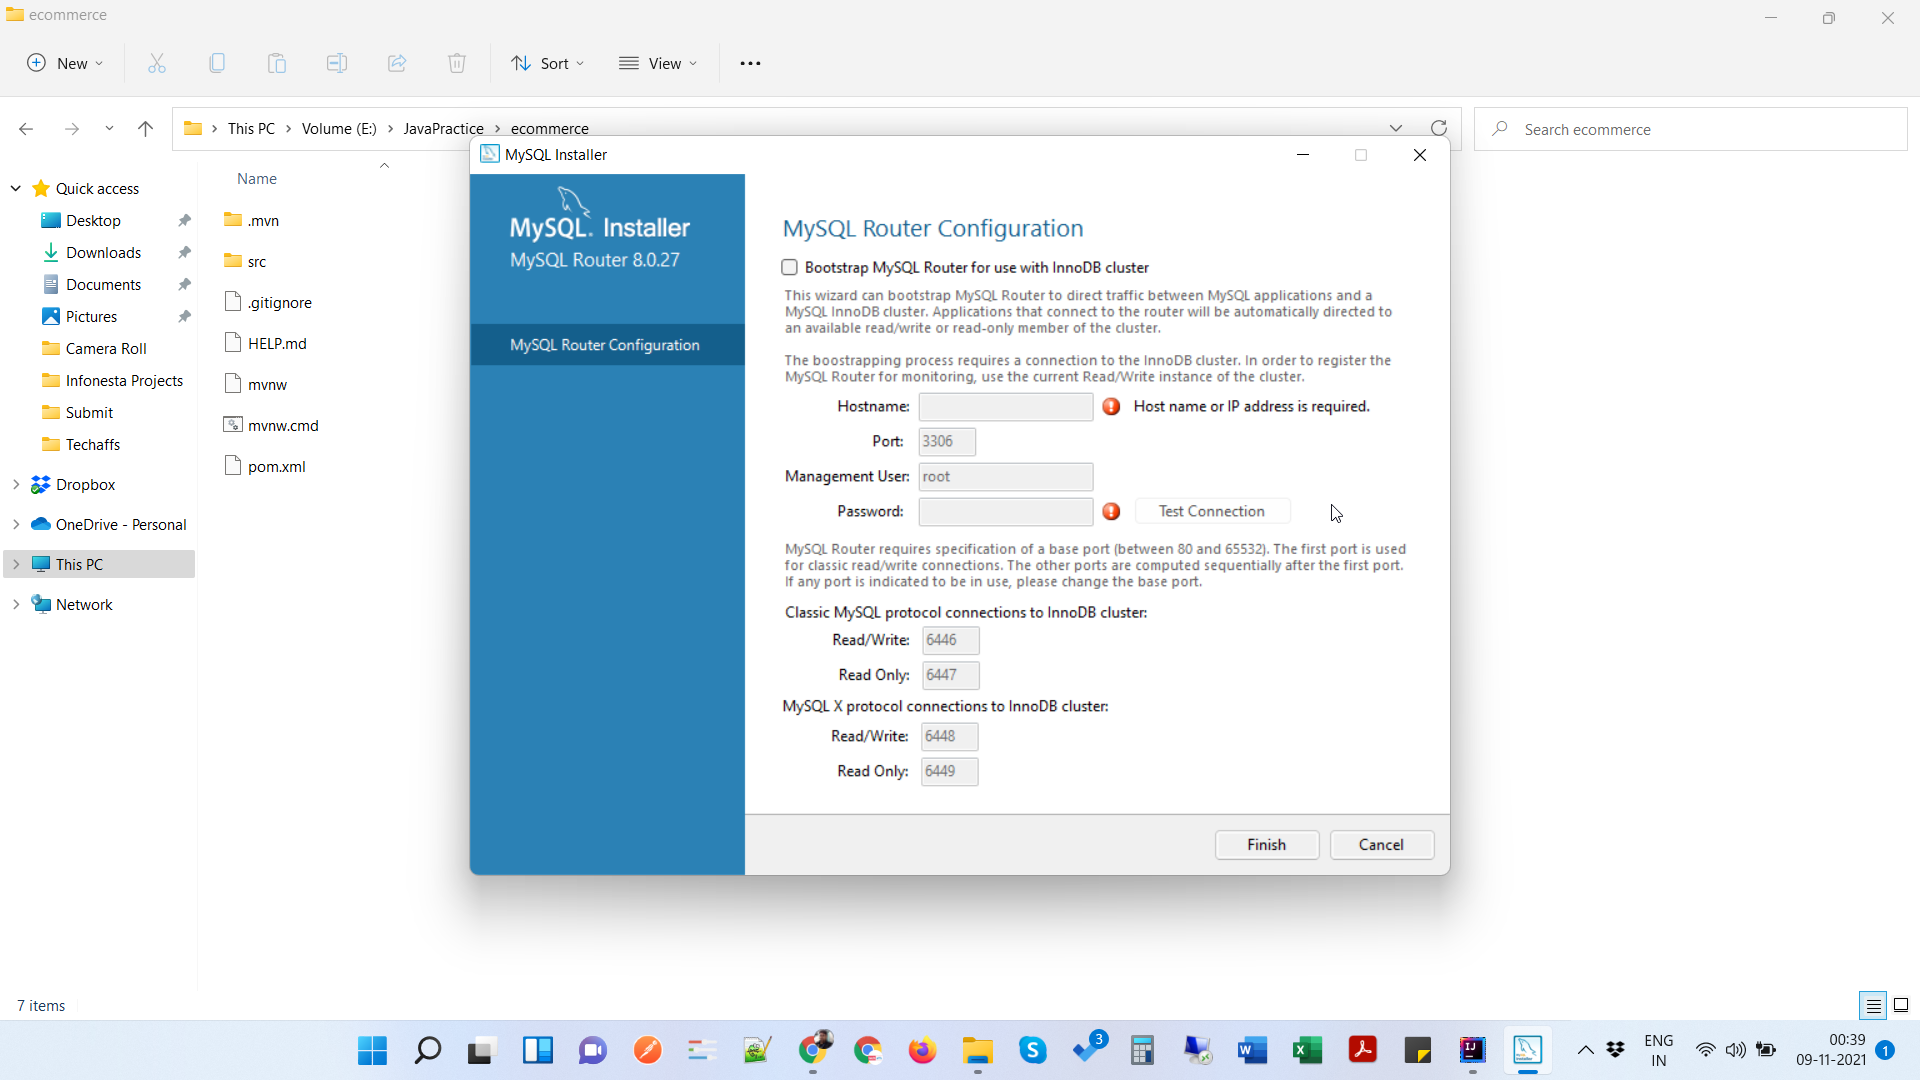 ecommerce
New
Sort
View
This PC
Volume (E:)
JavaPractice
ecommerce
Search ecommerce
Quick access
Desktop
Downloads
Documents
Pictures
Camera Roll
Infonesta Projects
Submit
Techaffs
Dropbox
OneDrive - Personal
This PC
Network
Name
.mvn
src
.gitignore
HELP.md
mvnw
mvnw.cmd
pom.xml
MySQL Installer
MySQL. Installer
MySQL Router 8.0.27
MySQL Router Configuration
MySQL Router Configuration
Bootstrap MySQL Router for use with InnoDB cluster
This wizard can bootstrap MySQL Router to direct traffic between MySQL applications and a
MySQL InnoDB cluster. Applications that connect to the router will be automatically directed to
an available read/write or read-only member of the cluster.
The boostrapping process requires a connection to the InnoDB cluster. In order to register the
MySQL Router for monitoring, use the current Read/Write instance of the cluster.
Hostname:
Host name or IP address is required.
Port: 3306
Management User: root
Password:
Test Connection
MySQL Router requires specification of a base port (between 80 and 65532). The first port is used
for classic read/write connections. The other ports are computed sequentially after the first port.
If any port is indicated to be in use, please change the base port.
Classic MySQL protocol connections to InnoDB cluster:
Read/Write: 6446
Read Only: 6447
MySQL X protocol connections to InnoDB cluster:
Read/Write: 6448
Read Only: 6449
Finish
Cancel
7 items
3
ENG
IN
00:39
09-11-2021
1